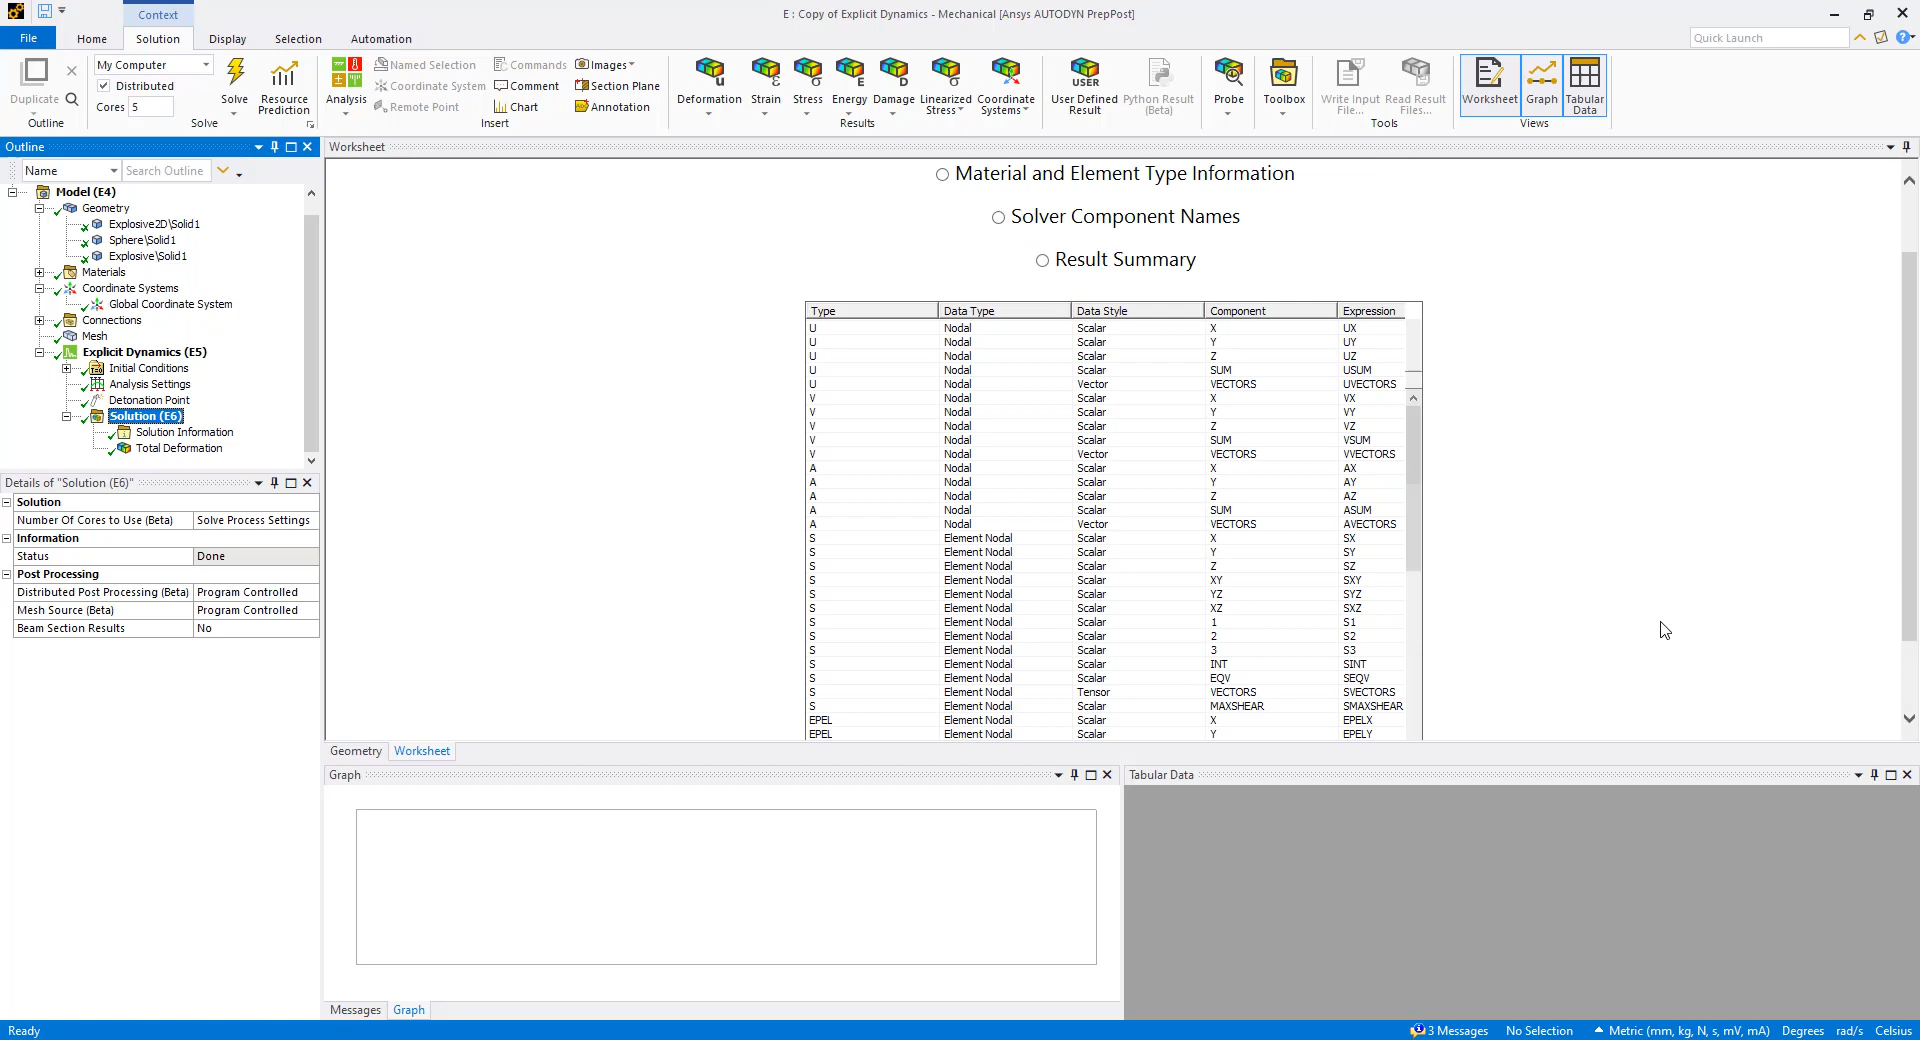 Context
E : Copy of Explicit Dynamics - Mechanical [Ansys AUTODYN PrepPost]
File
Home
Solution
Display
Selection
Automation
Quick Launch
Duplicate
Outline
My Computer
Distributed
Cores 5
Solve
Resource Prediction
Solve
Analysis
Named Selection
Coordinate System
Remote Point
Commands
Comment
Chart
Images
Section Plane
Annotation
Insert
Deformation
Strain
Stress
Energy
Damage
Linearized Stress
Coordinate Systems
Results
User Defined Result
Python Result (Beta)
Probe
Toolbox
Write Input File...
Read Result Files...
Tools
Worksheet
Graph
Tabular Data
Views
Outline
Name
Search Outline
Model (E4)
Geometry
Explosive2D\Solid1
Sphere\Solid1
Explosive\Solid1
Materials
Coordinate Systems
Global Coordinate System
Connections
Mesh
Explicit Dynamics (E5)
Initial Conditions
Analysis Settings
Detonation Point
Solution (E6)
Solution Information
Total Deformation
Details of "Solution (E6)"
Solution
Number Of Cores to Use (Beta) Solve Process Settings
Information
Status Done
Post Processing
Distributed Post Processing (Beta) Program Controlled
Mesh Source (Beta) Program Controlled
Beam Section Results No
Worksheet
Material and Element Type Information
Solver Component Names
Result Summary
Type Data Type Data Style Component Expression
U Nodal Scalar X UX
U Nodal Scalar Y UY
U Nodal Scalar Z UZ
U Nodal Scalar SUM USUM
U Nodal Vector VECTORS UVECTORS
V Nodal Scalar X VX
V Nodal Scalar Y VY
V Nodal Scalar Z VZ
V Nodal Scalar SUM VSUM
V Nodal Vector VECTORS VVECTORS
A Nodal Scalar X AX
A Nodal Scalar Y AY
A Nodal Scalar Z AZ
A Nodal Scalar SUM ASUM
A Nodal Vector VECTORS AVECTORS
S Element Nodal Scalar X SX
S Element Nodal Scalar Y SY
S Element Nodal Scalar Z SZ
S Element Nodal Scalar XY SXY
S Element Nodal Scalar YZ SYZ
S Element Nodal Scalar XZ SXZ
S Element Nodal Scalar 1 S1
S Element Nodal Scalar 2 S2
S Element Nodal Scalar 3 S3
S Element Nodal Scalar INT SINT
S Element Nodal Scalar EQV SEQV
S Element Nodal Tensor VECTORS SVECTORS
S Element Nodal Scalar MAXSHEAR SMAXSHEAR
EPEL Element Nodal Scalar X EPELX
EPEL Element Nodal Scalar Y EPELY
Geometry
Worksheet
Graph
Tabular Data
Messages
Graph
Ready
3 Messages
No Selection
Metric (mm, kg, N, s, mV, mA)
Degrees
rad/s
Celsius